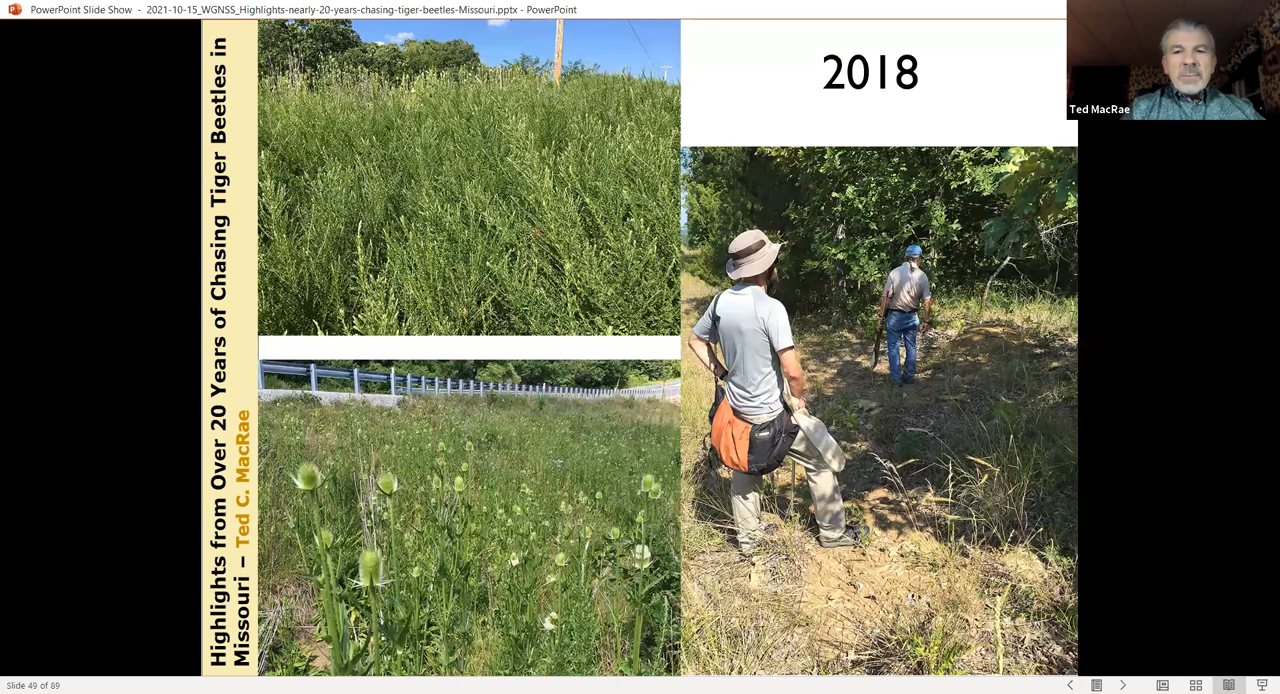 PowerPoint Slide Show - 2021-10-15_WGNSS_Highlights-nearly-20-years-chasing-tiger-beetles-Missouri.pptx - PowerPoint
Highlights from Over 20 Years of Chasing Tiger Beetles in
Missouri – Ted C. MacRae
2018
Ted MacRae
Slide 49 of 89